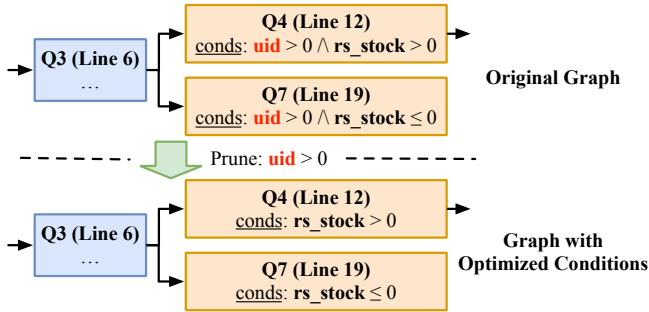 Q4 (Line 12)
conds: uid > 0 ∧ rs_stock > 0
Q3 (Line 6)
…
Original Graph
Q7 (Line 19)
conds: uid > 0 ∧ rs_stock ≤ 0
Prune: uid > 0
Q4 (Line 12)
conds: rs_stock > 0
Q3 (Line 6)
…
Graph with
Optimized Conditions
Q7 (Line 19)
conds: rs_stock ≤ 0